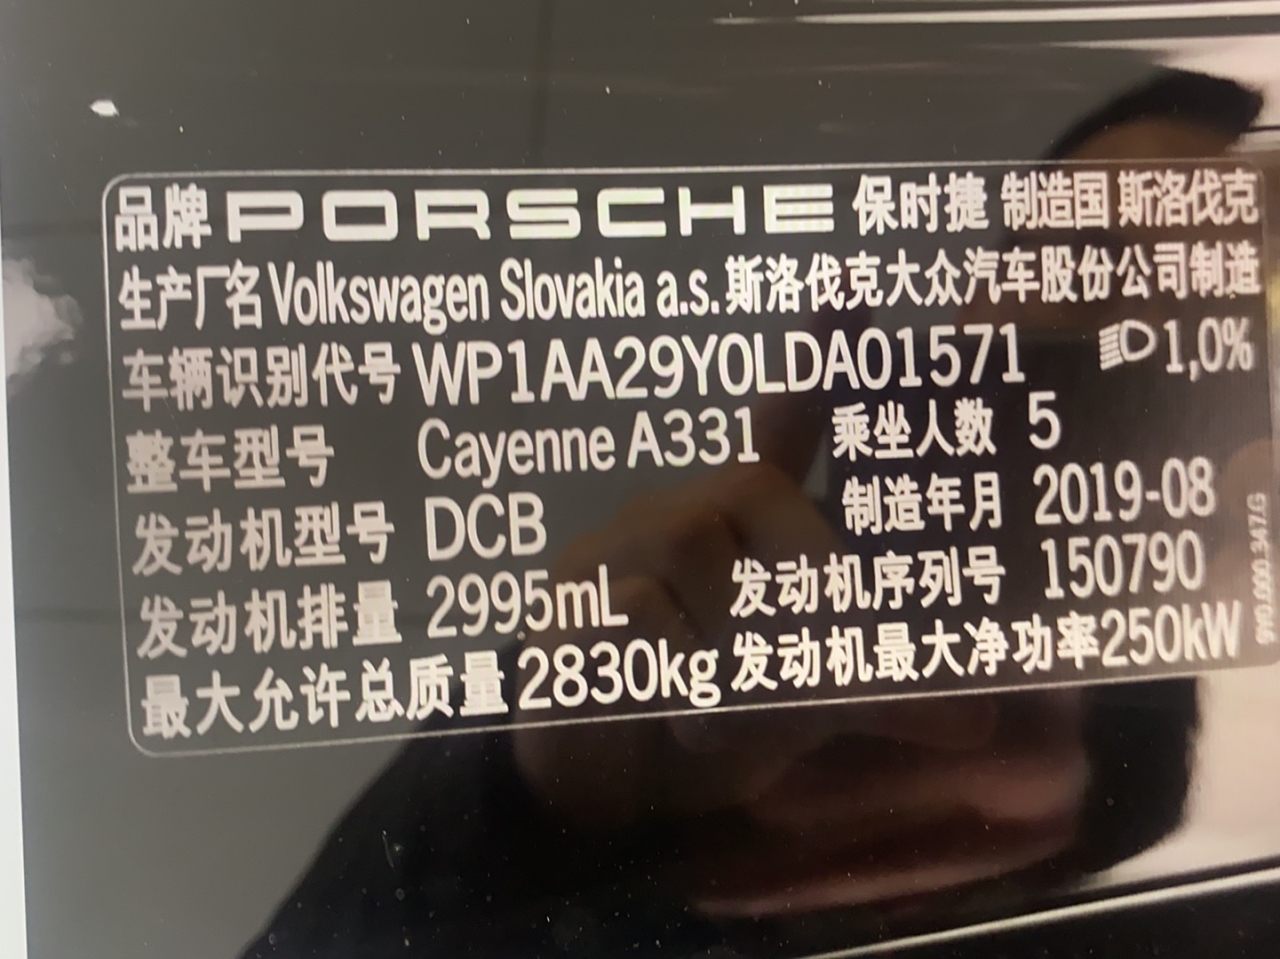 品牌 PORSCHE 保时捷 制造国 斯洛伐克
生产厂名 Volkswagen Slovakia a.s. 斯洛伐克大众汽车股份公司制造
车辆识别代号 WP1AA29Y0LDA01571 1,0%
整车型号 Cayenne A331 乘坐人数 5
发动机型号 DCB 制造年月 2019-08
发动机排量 2995mL 发动机序列号 150790
最大允许总质量 2830kg 发动机最大净功率 250kW
9Y0.000.347.G